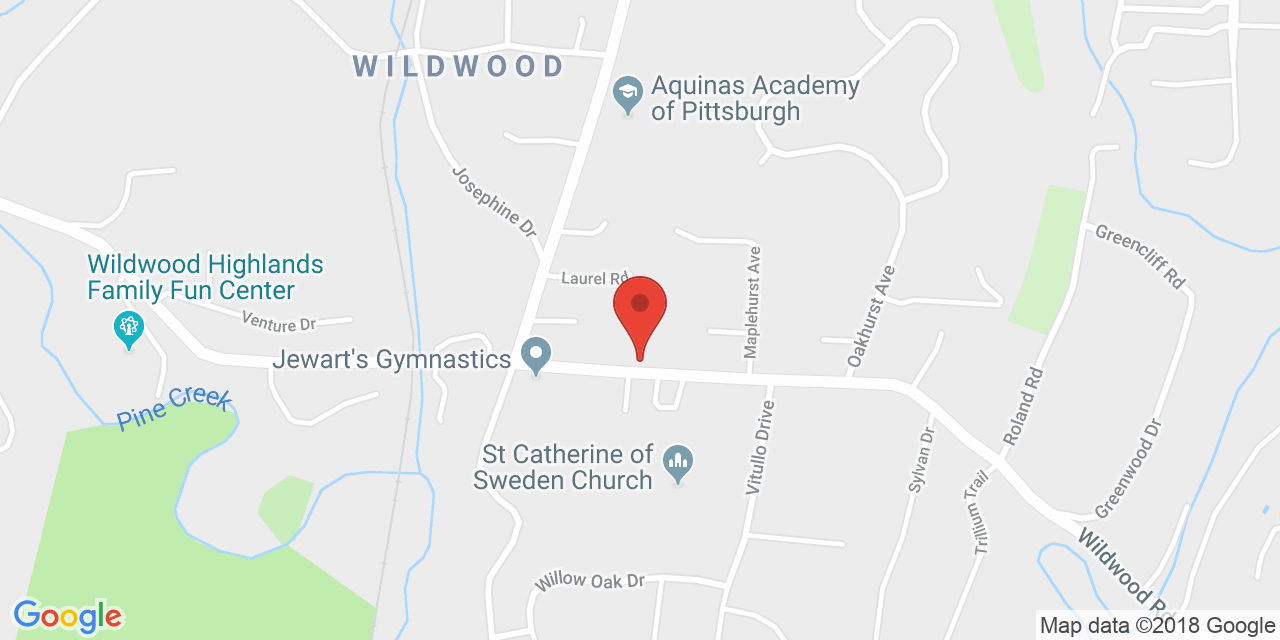 WILDWOOD
Aquinas Academy
of Pittsburgh
Josephine Dr
Greencliff Rd
Wildwood Highlands
Family Fun Center
Laurel Rd
Maplehurst Ave
Oakhurst Ave
Venture Dr
Jewart's Gymnastics
Pine Creek
Roland Rd
St Catherine of
Sweden Church
Vitullo Drive
Sylvan Dr
Greenwood Dr
Trillium Trail
Wildwood Rd
Willow Oak Dr
Google
Map data ©2018 Google